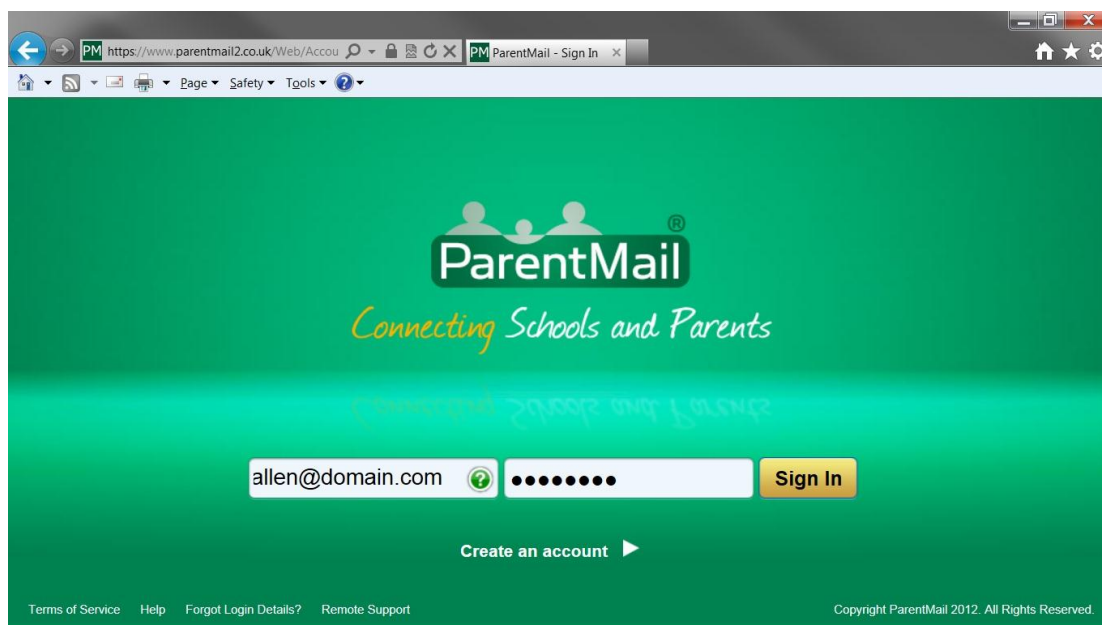 PM https://www.parentmail2.co.uk/Web/Accou PM ParentMail - Sign In
Page Safety Tools
ParentMail ®
Connecting Schools and Parents
allen@domain.com ●●●●●●●● Sign In
Create an account
Terms of Service Help Forgot Login Details? Remote Support Copyright ParentMail 2012. All Rights Reserved.